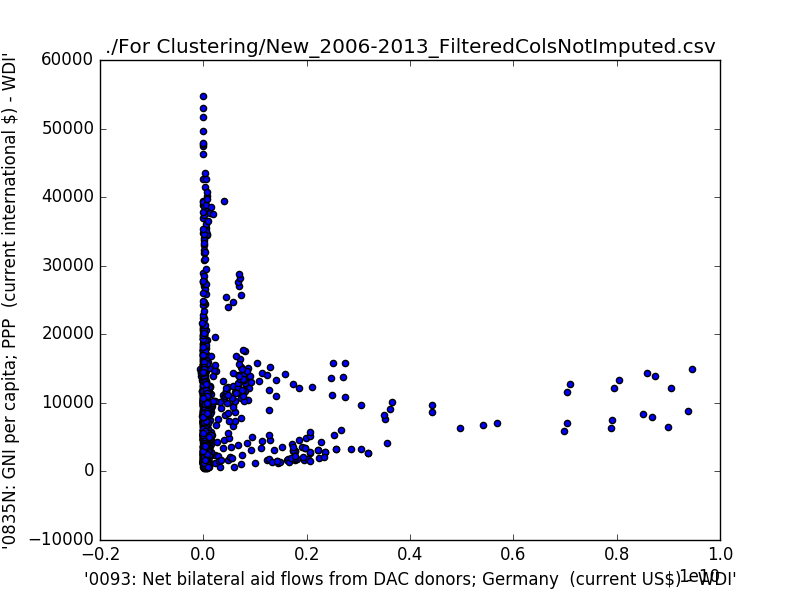 ./For Clustering/New_2006-2013_FilteredColsNotImputed.csv
'0835N: GNI per capita; PPP (current international $) - WDI'
60000
50000
40000
30000
20000
10000
0
−10000
−0.2 0.0 0.2 0.4 0.6 0.8 1.0
1e10
'0093: Net bilateral aid flows from DAC donors; Germany (current US$) - WDI'